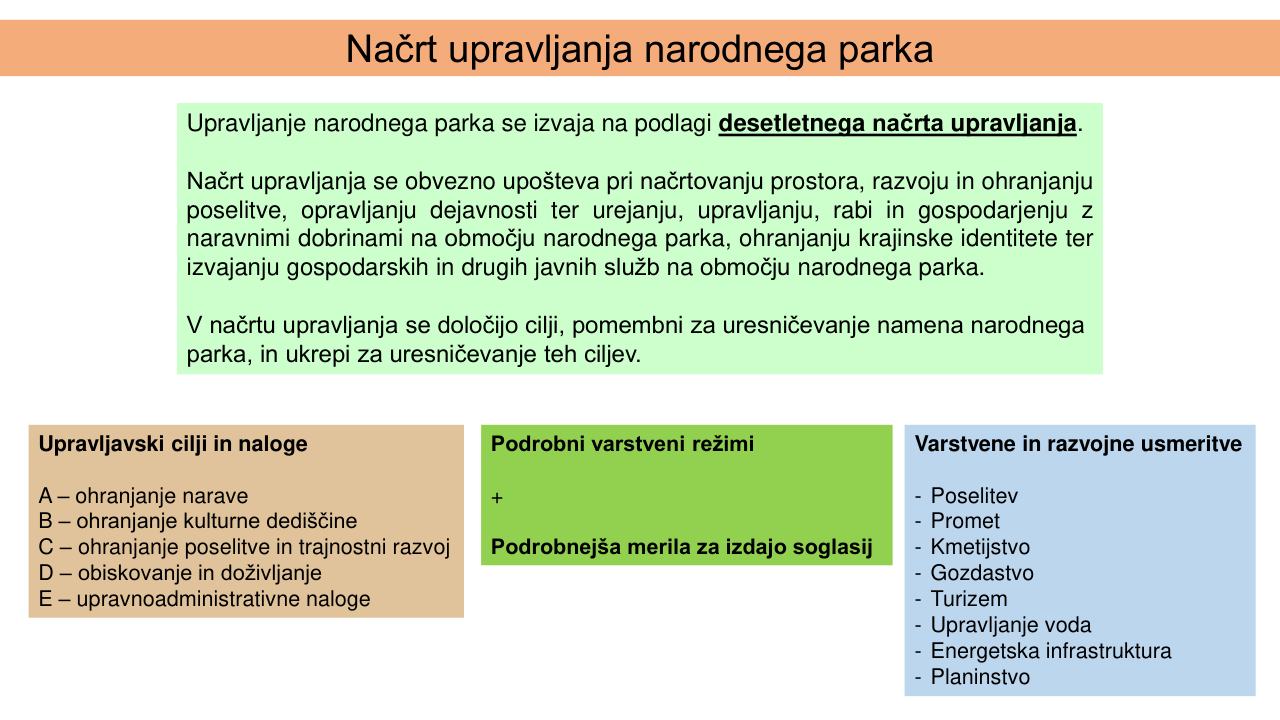 Načrt upravljanja narodnega parka
Upravljanje narodnega parka se izvaja na podlagi desetletnega načrta upravljanja.
Načrt upravljanja se obvezno upošteva pri načrtovanju prostora, razvoju in ohranjanju
poselitve, opravljanju dejavnosti ter urejanju, upravljanju, rabi in gospodarjenju z
naravnimi dobrinami na območju narodnega parka, ohranjanju krajinske identitete ter
izvajanju gospodarskih in drugih javnih služb na območju narodnega parka.
V načrtu upravljanja se določijo cilji, pomembni za uresničevanje namena narodnega
parka, in ukrepi za uresničevanje teh ciljev.
Upravljavski cilji in naloge
A – ohranjanje narave
B – ohranjanje kulturne dediščine
C – ohranjanje poselitve in trajnostni razvoj
D – obiskovanje in doživljanje
E – upravnoadministrativne naloge
Podrobni varstveni režimi
+
Podrobnejša merila za izdajo soglasij
Varstvene in razvojne usmeritve
- Poselitev
- Promet
- Kmetijstvo
- Gozdastvo
- Turizem
- Upravljanje voda
- Energetska infrastruktura
- Planinstvo